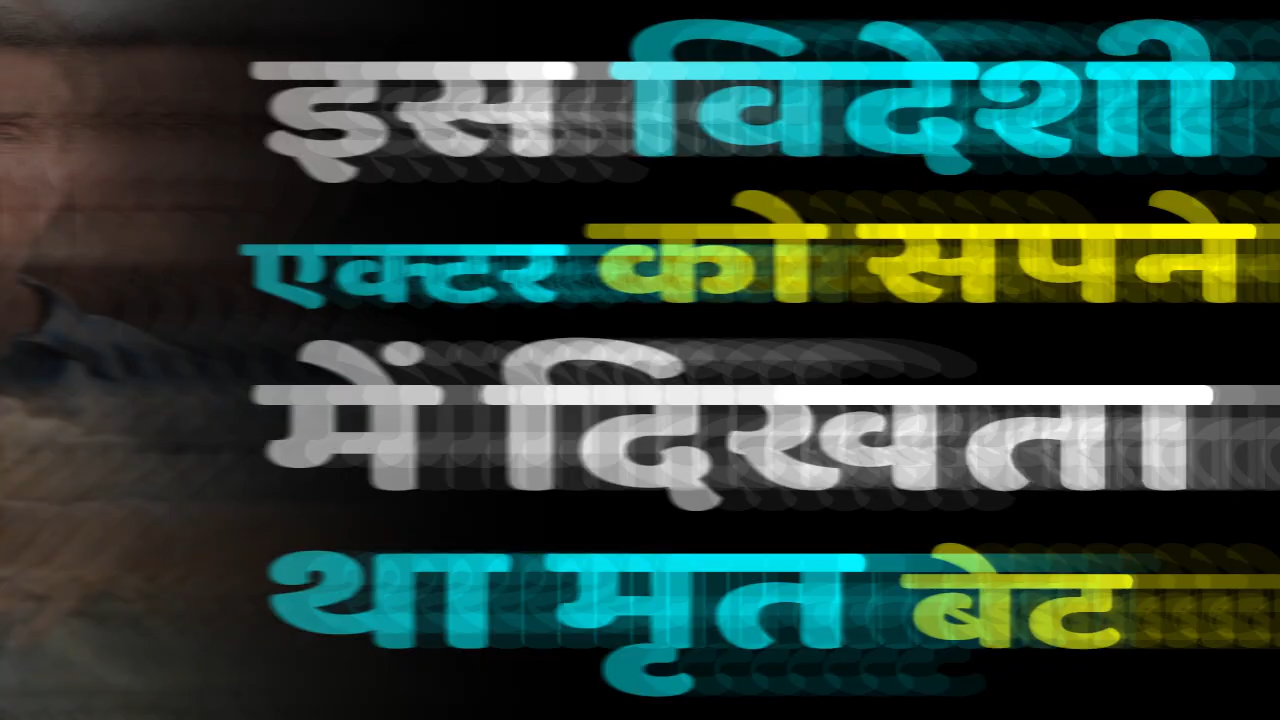 इस विदेशी
एक्टर को सपने
में दिखता
था मृत बेट